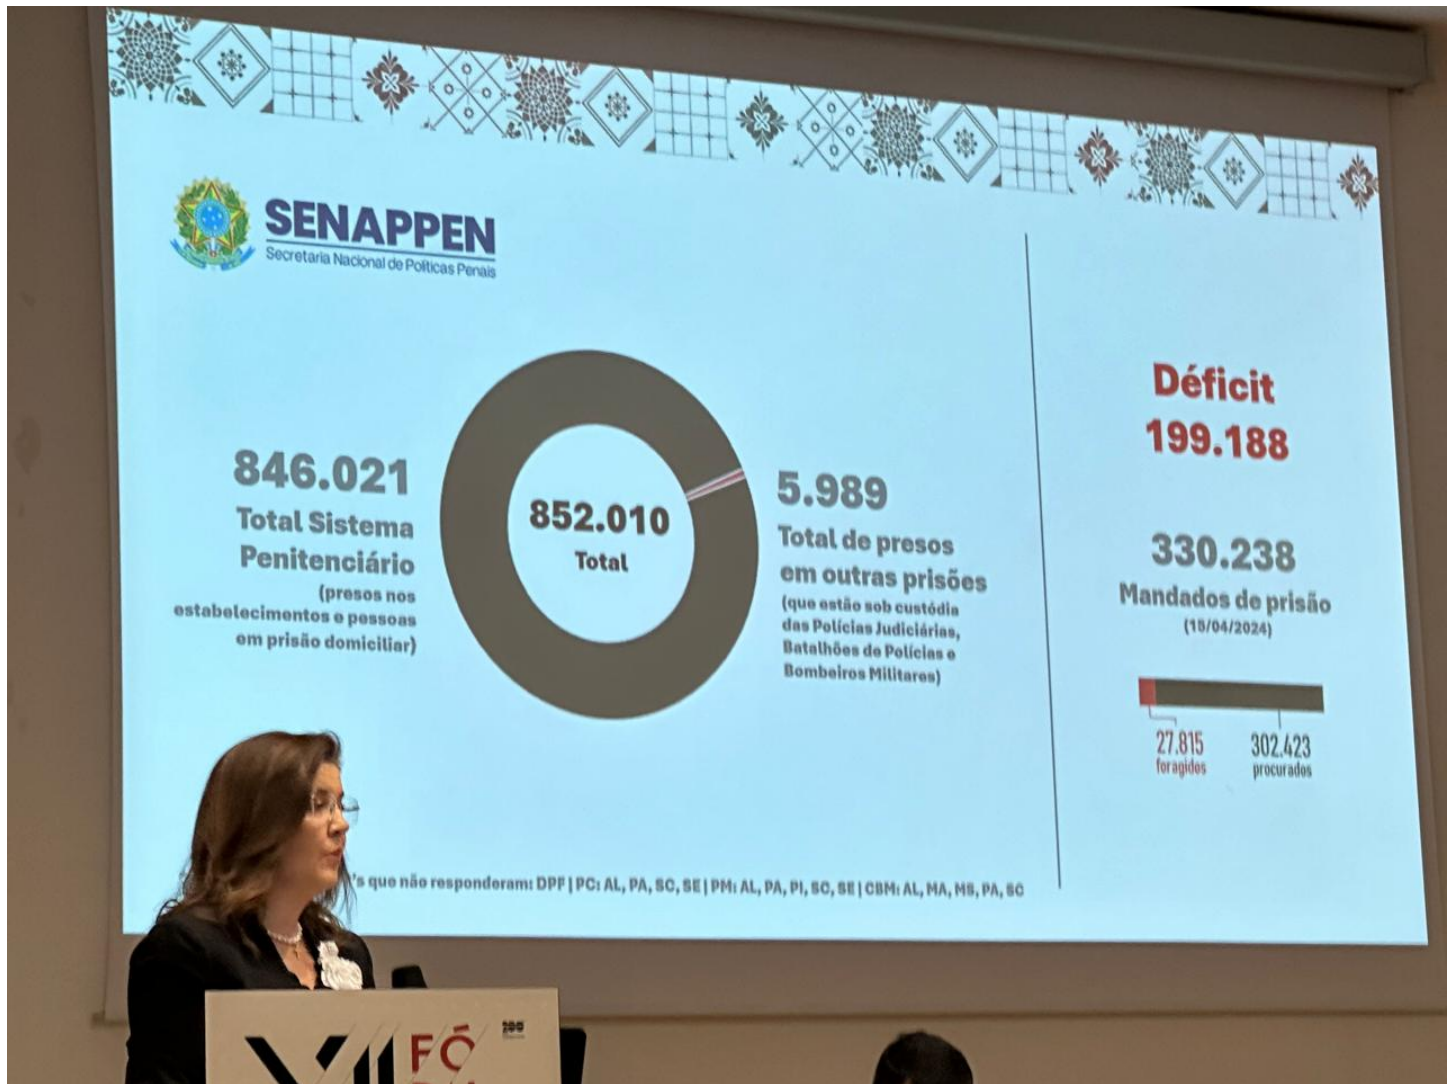 SENAPPEN
Secretaria Nacional de Políticas Penais
846.021
Total Sistema
Penitenciário
(presos nos
estabelecimentos e pessoas
em prisão domiciliar)
852.010
Total
5.989
Total de presos
em outras prisões
(que estão sob custódia
das Polícias Judiciárias,
Batalhões de Polícias e
Bombeiros Militares)
Déficit
199.188
330.238
Mandados de prisão
(15/04/2024)
27.815
foragidos
302.423
procurados
's que não responderam: DPF | PC: AL, PA, SC, SE | PM: AL, PA, PI, SC, SE | CBM: AL, MA, MS, PA, SC
XII FÓ